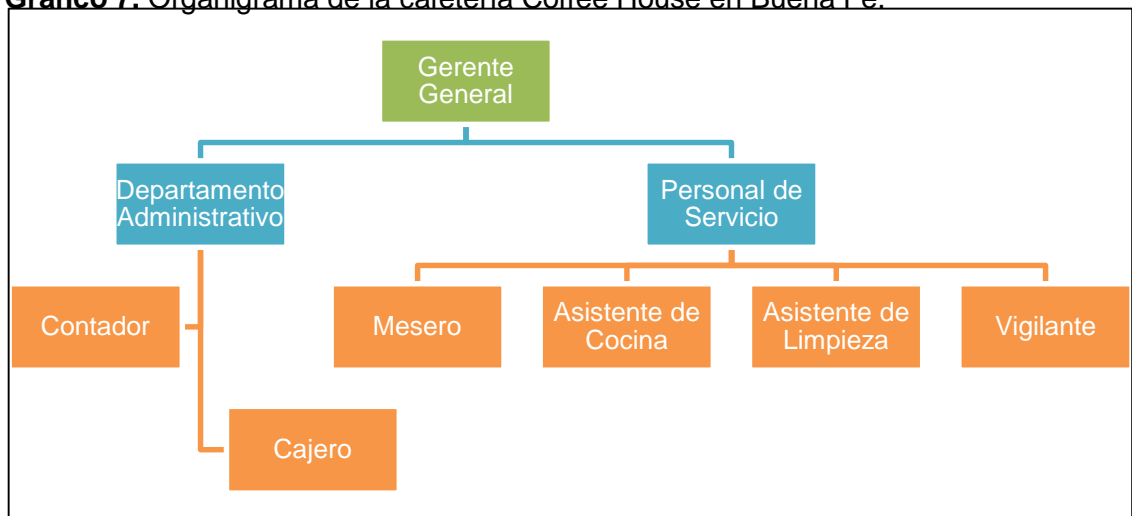 Gráfico 7. Organigrama de la cafetería Coffee House en Buena Fe.
Gerente
General
Departamento
Administrativo
Personal de
Servicio
Contador
Mesero
Asistente de
Cocina
Asistente de
Limpieza
Vigilante
Cajero